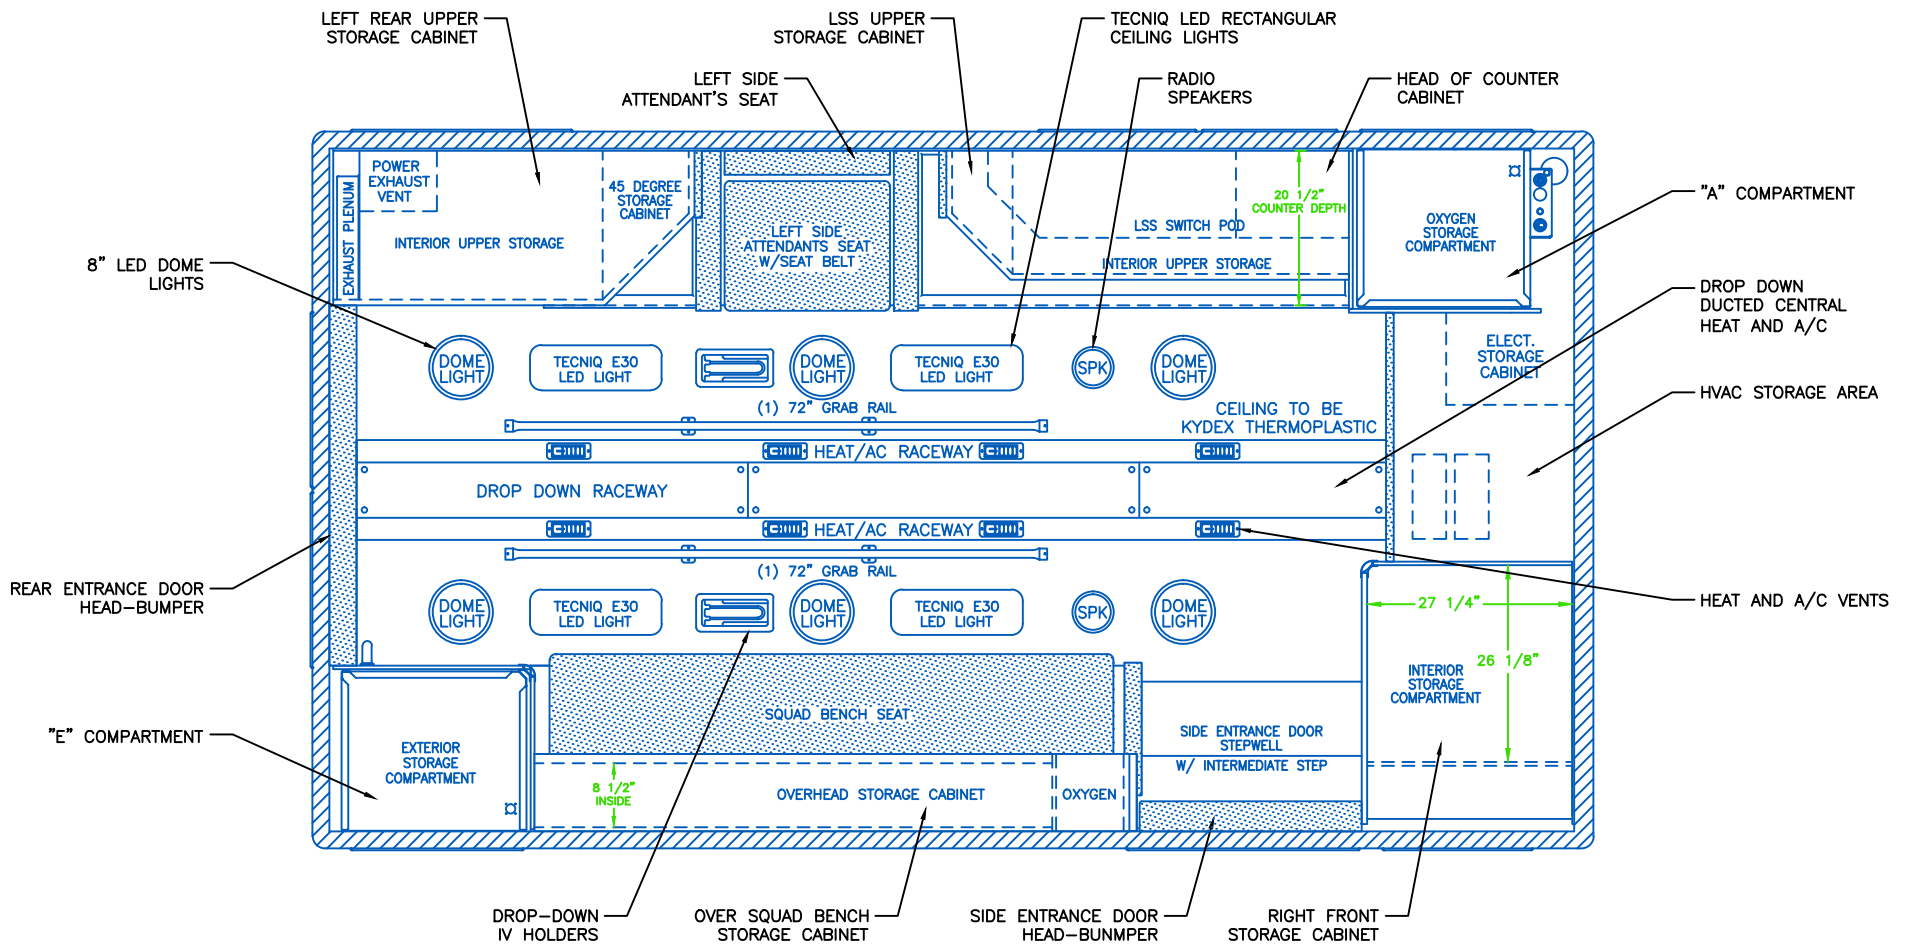 LEFT REAR UPPER
STORAGE CABINET
LSS UPPER
STORAGE CABINET
TECNIQ LED RECTANGULAR
CEILING LIGHTS
LEFT SIDE
ATTENDANT'S SEAT
RADIO
SPEAKERS
HEAD OF COUNTER
CABINET
POWER
EXHAUST
VENT
EXHAUST PLENUM
INTERIOR UPPER STORAGE
45 DEGREE
STORAGE
CABINET
LEFT SIDE
ATTENDANTS SEAT
W/SEAT BELT
LSS SWITCH POD
INTERIOR UPPER STORAGE
20 1/2"
COUNTER DEPTH
OXYGEN
STORAGE
COMPARTMENT
"A" COMPARTMENT
8" LED DOME
LIGHTS
DROP DOWN
DUCTED CENTRAL
HEAT AND A/C
DOME
LIGHT
TECNIQ E30
LED LIGHT
DOME
LIGHT
TECNIQ E30
LED LIGHT
SPK
DOME
LIGHT
ELECT.
STORAGE
CABINET
HVAC STORAGE AREA
(1) 72" GRAB RAIL
CEILING TO BE
KYDEX THERMOPLASTIC
HEAT/AC RACEWAY
DROP DOWN RACEWAY
HEAT/AC RACEWAY
(1) 72" GRAB RAIL
REAR ENTRANCE DOOR
HEAD-BUMPER
HEAT AND A/C VENTS
DOME
LIGHT
TECNIQ E30
LED LIGHT
DOME
LIGHT
TECNIQ E30
LED LIGHT
SPK
DOME
LIGHT
27 1/4"
26 1/8"
INTERIOR
STORAGE
COMPARTMENT
SQUAD BENCH SEAT
SIDE ENTRANCE DOOR
STEPWELL
W/ INTERMEDIATE STEP
"E" COMPARTMENT
EXTERIOR
STORAGE
COMPARTMENT
8 1/2"
INSIDE
OVERHEAD STORAGE CABINET
OXYGEN
DROP-DOWN
IV HOLDERS
OVER SQUAD BENCH
STORAGE CABINET
SIDE ENTRANCE DOOR
HEAD-BUNMPER
RIGHT FRONT
STORAGE CABINET